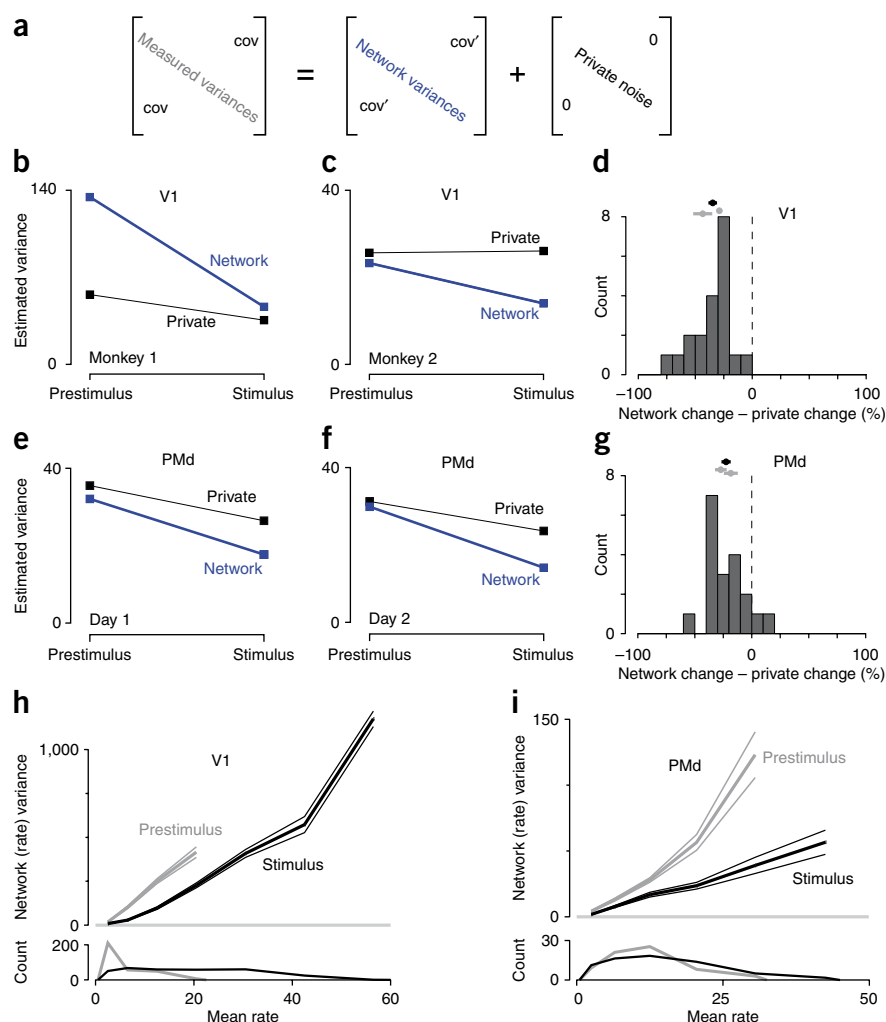 a
Measured variances
cov
cov
=
Network variances
cov′
cov′
+
Private noise
0
0
b
V1
Estimated variance
140
0
Network
Private
Monkey 1
Prestimulus
Stimulus
c
V1
40
0
Private
Network
Monkey 2
Prestimulus
Stimulus
d
V1
Count
8
0
–100
0
100
Network change – private change (%)
e
PMd
Estimated variance
40
0
Private
Network
Day 1
Prestimulus
Stimulus
f
PMd
40
0
Private
Network
Day 2
Prestimulus
Stimulus
g
PMd
Count
8
0
–100
0
100
Network change – private change (%)
h
V1
Network (rate) variance
1,000
0
Prestimulus
Stimulus
Count
200
0
0
20
40
60
Mean rate
i
PMd
Network (rate) variance
150
0
Prestimulus
Stimulus
Count
30
0
0
25
50
Mean rate